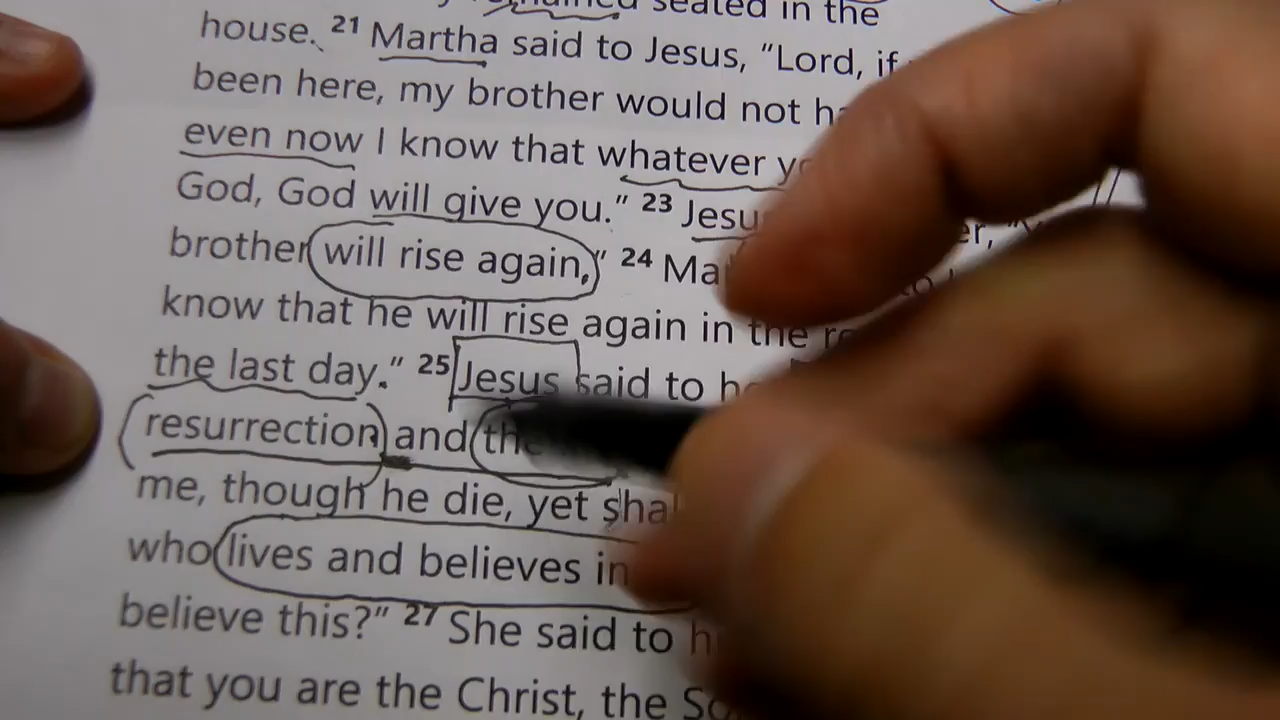 seated in the
house. 21 Martha said to Jesus, "Lord, if
been here, my brother would not
even now I know that whatever
God, God will give you." 23
brother will rise again." 24
know that he will rise again in the
the last day." 25 Jesus said to
resurrection and
me, though he die, yet
who lives and believes in
believe this?" 27 She said to
that you are the Christ, the